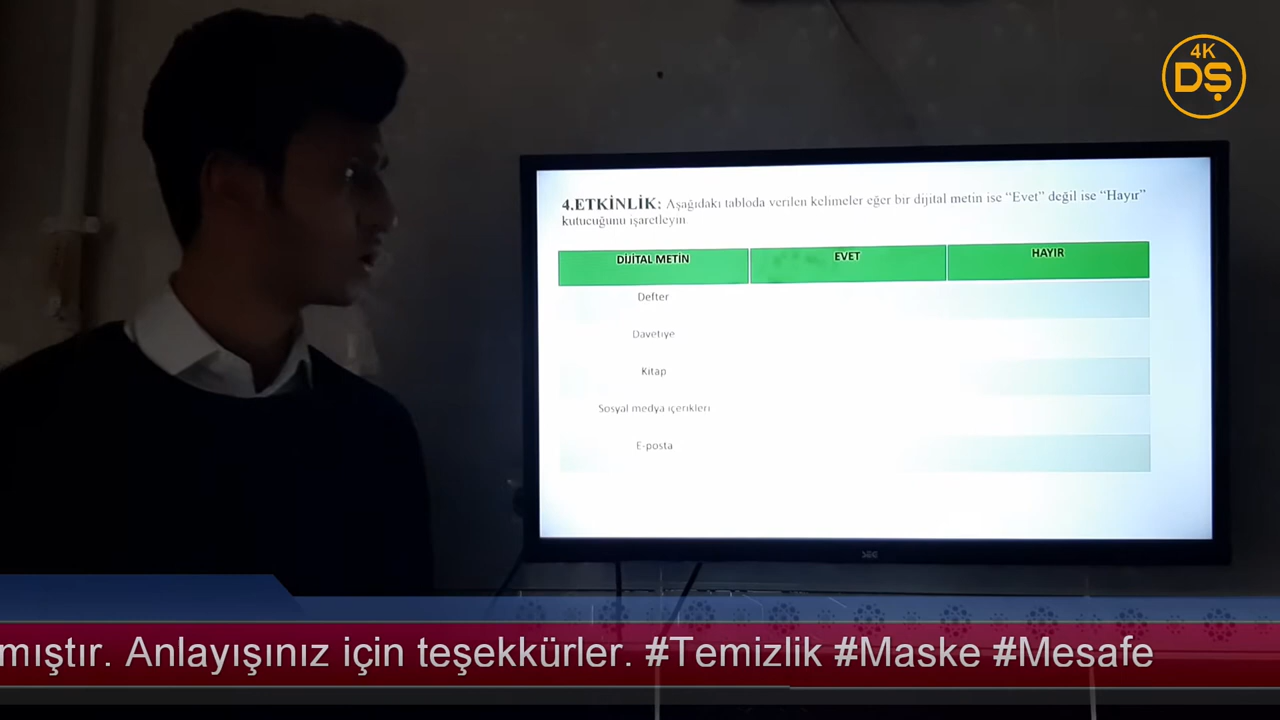 4K
DŞ
4.ETKİNLİK: Aşağıdaki tabloda verilen kelimeler eğer bir dijital metin ise “Evet” değil ise “Hayır”
kutucuğunu işaretleyin
DİJİTAL METİN EVET HAYIR
Defter
Davetiye
Kitap
Sosyal medya içerikleri
E-posta
mıştır. Anlayışınız için teşekkürler. #Temizlik #Maske #Mesafe